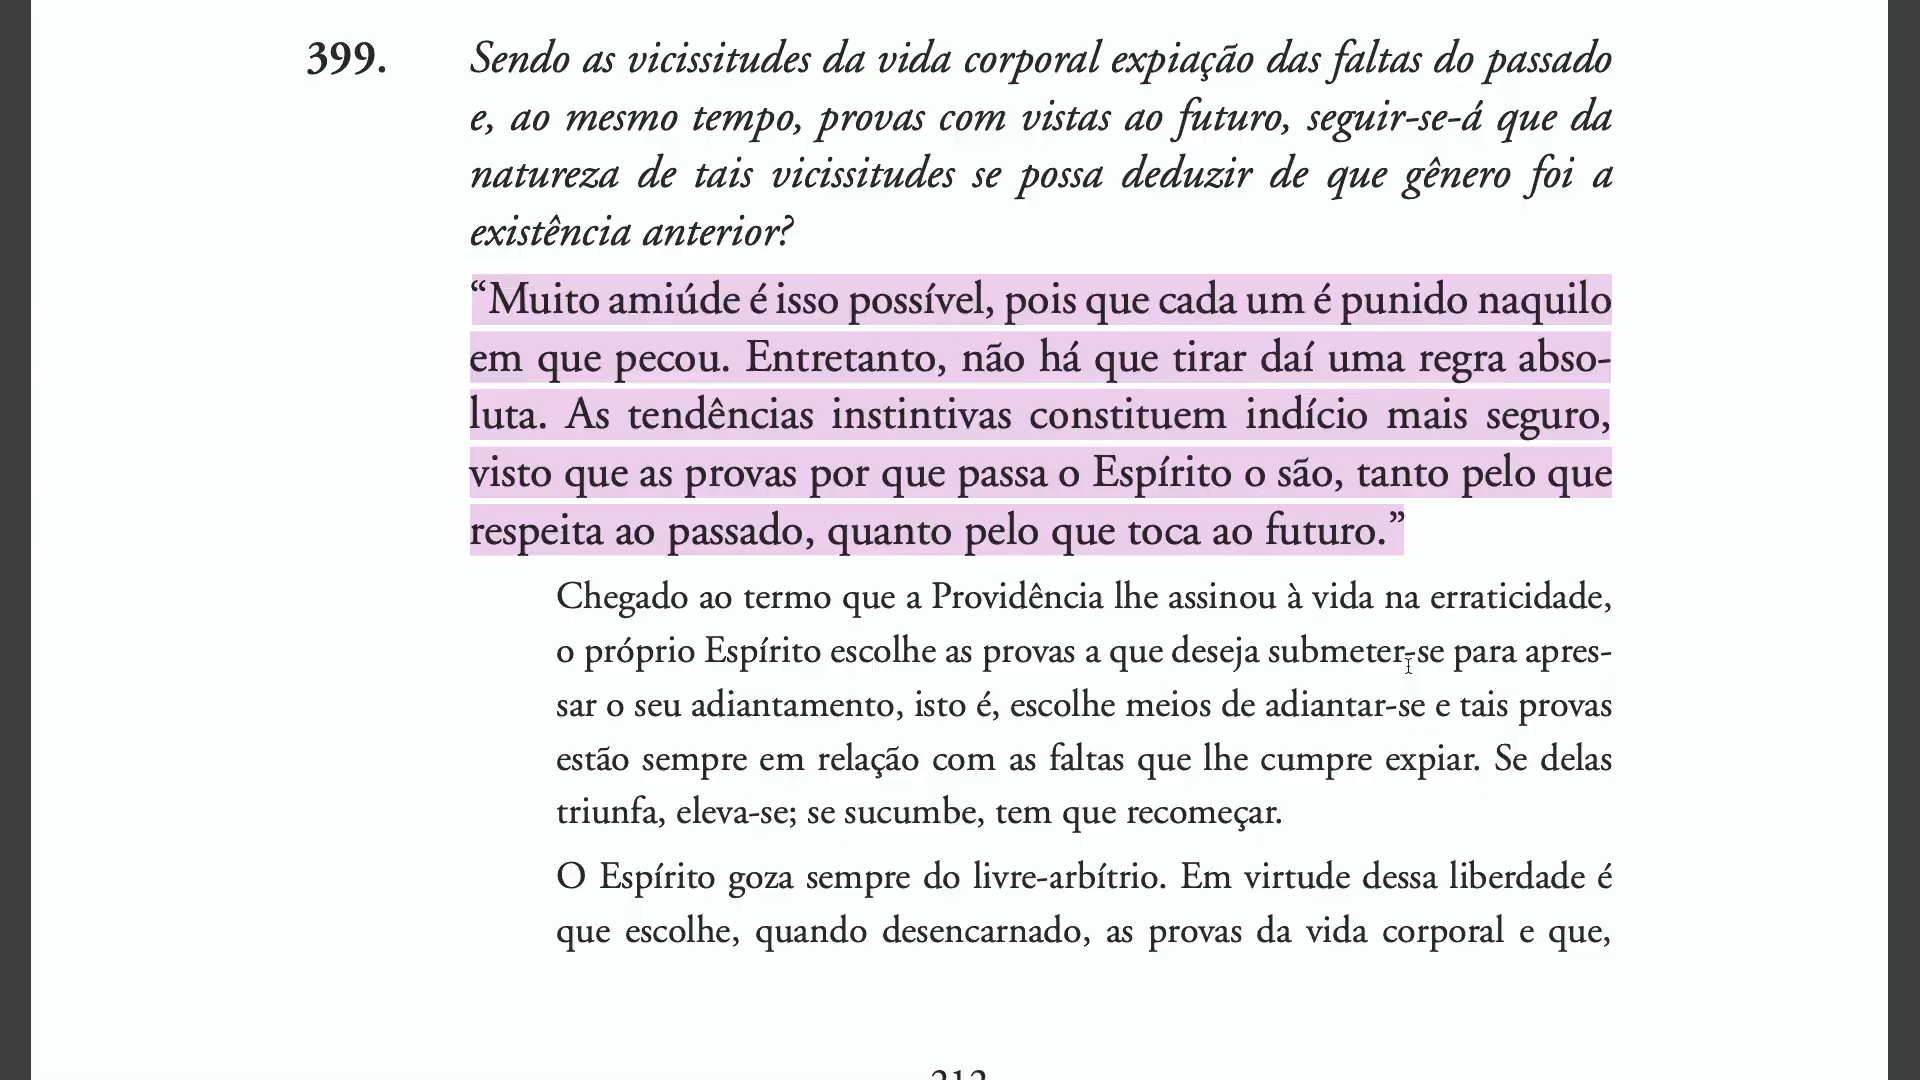 399. Sendo as vicissitudes da vida corporal expiação das faltas do passado
e, ao mesmo tempo, provas com vistas ao futuro, seguir-se-á que da
natureza de tais vicissitudes se possa deduzir de que gênero foi a
existência anterior?
“Muito amiúde é isso possível, pois que cada um é punido naquilo
em que pecou. Entretanto, não há que tirar daí uma regra abso-
luta. As tendências instintivas constituem indício mais seguro,
visto que as provas por que passa o Espírito o são, tanto pelo que
respeita ao passado, quanto pelo que toca ao futuro.”
Chegado ao termo que a Providência lhe assinou à vida na erraticidade,
o próprio Espírito escolhe as provas a que deseja submeter-se para apres-
sar o seu adiantamento, isto é, escolhe meios de adiantar-se e tais provas
estão sempre em relação com as faltas que lhe cumpre expiar. Se delas
triunfa, eleva-se; se sucumbe, tem que recomeçar.
O Espírito goza sempre do livre-arbítrio. Em virtude dessa liberdade é
que escolhe, quando desencarnado, as provas da vida corporal e que,